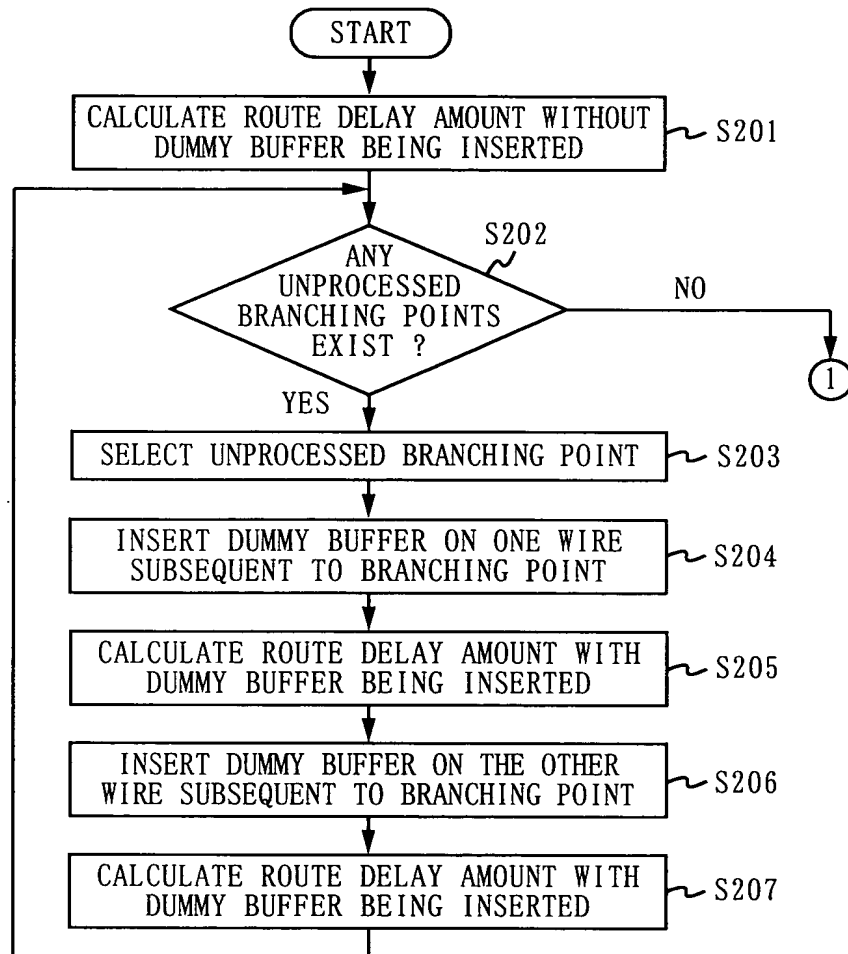 START
CALCULATE ROUTE DELAY AMOUNT WITHOUT
DUMMY BUFFER BEING INSERTED
S201
S202
ANY
UNPROCESSED
BRANCHING POINTS
EXIST ?
NO
1
YES
SELECT UNPROCESSED BRANCHING POINT
S203
INSERT DUMMY BUFFER ON ONE WIRE
SUBSEQUENT TO BRANCHING POINT
S204
CALCULATE ROUTE DELAY AMOUNT WITH
DUMMY BUFFER BEING INSERTED
S205
INSERT DUMMY BUFFER ON THE OTHER
WIRE SUBSEQUENT TO BRANCHING POINT
S206
CALCULATE ROUTE DELAY AMOUNT WITH
DUMMY BUFFER BEING INSERTED
S207